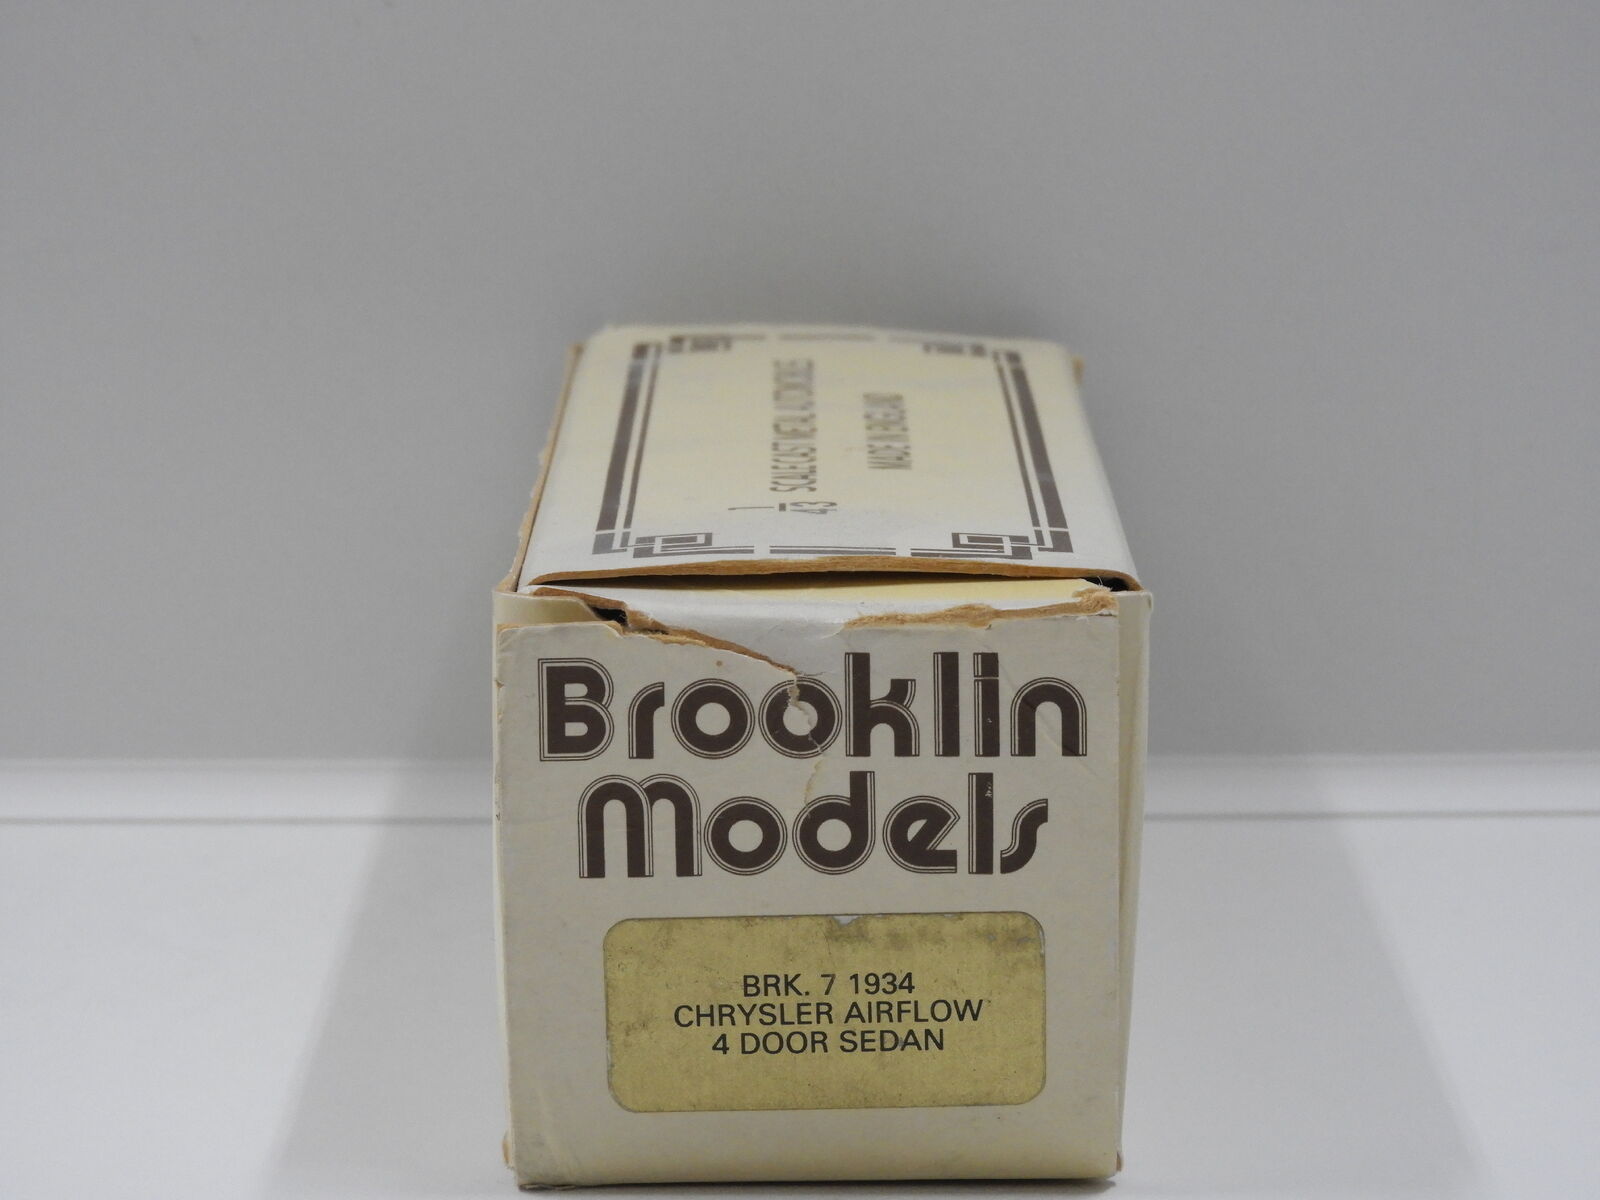 1/43 SCALE CAST METAL AUTOMOBILES
MADE IN ENGLAND
Brooklin
Models
BRK. 7 1934
CHRYSLER AIRFLOW
4 DOOR SEDAN